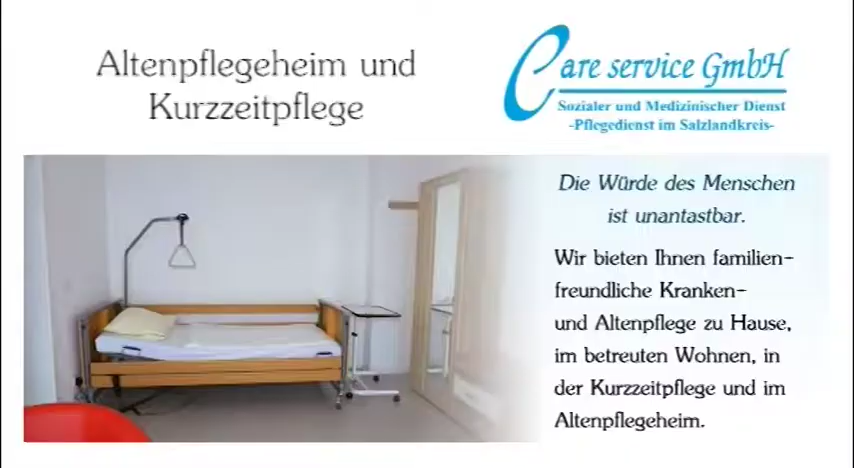 Altenpflegeheim und
Kurzzeitpflege
Care service GmbH
Sozialer und Medizinischer Dienst
-Pflegedienst im Salzlandkreis-
Die Würde des Menschen
ist unantastbar.
Wir bieten Ihnen familien-
freundliche Kranken-
und Altenpflege zu Hause,
im betreuten Wohnen, in
der Kurzzeitpflege und im
Altenpflegeheim.